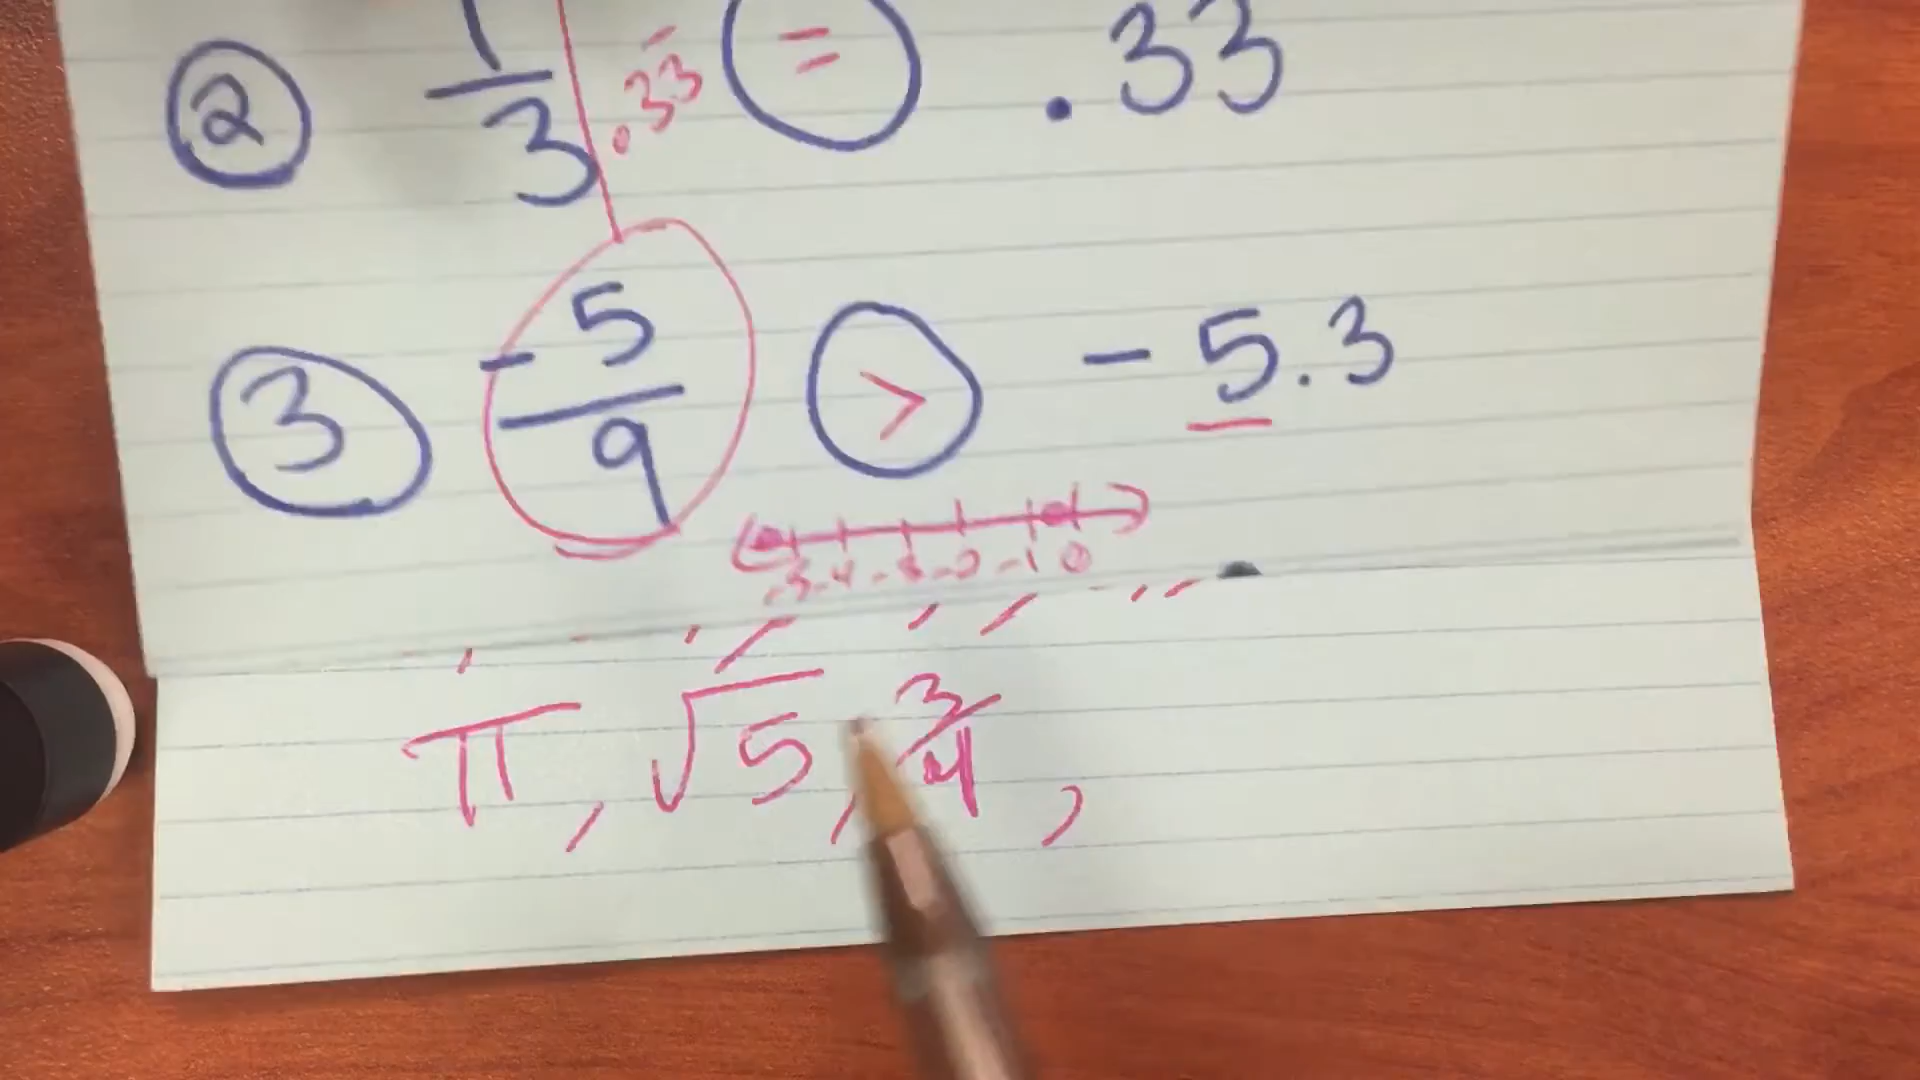 ② 1/3 .33 = .33
③ -5/9 > -5.3
-5 -4 -3 -2 -1 0
π, √5, 3/4,